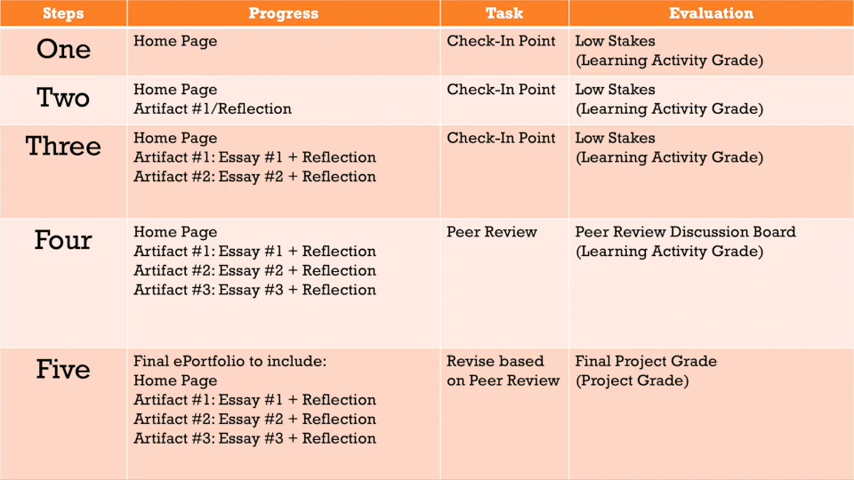 Steps Progress Task Evaluation
One Home Page Check-In Point Low Stakes
(Learning Activity Grade)
Two Home Page Check-In Point Low Stakes
Artifact #1/Reflection (Learning Activity Grade)
Three Home Page Check-In Point Low Stakes
Artifact #1: Essay #1 + Reflection (Learning Activity Grade)
Artifact #2: Essay #2 + Reflection
Four Home Page Peer Review Peer Review Discussion Board
Artifact #1: Essay #1 + Reflection (Learning Activity Grade)
Artifact #2: Essay #2 + Reflection
Artifact #3: Essay #3 + Reflection
Five Final ePortfolio to include: Revise based Final Project Grade
Home Page on Peer Review (Project Grade)
Artifact #1: Essay #1 + Reflection
Artifact #2: Essay #2 + Reflection
Artifact #3: Essay #3 + Reflection